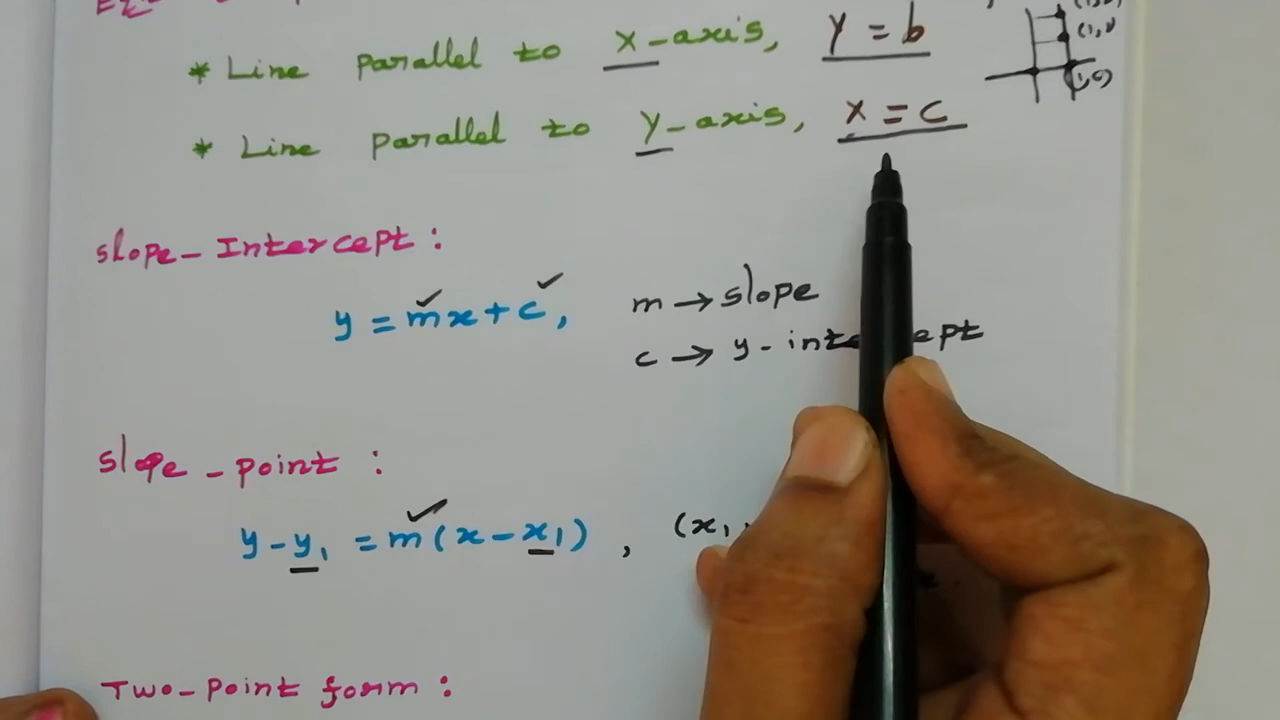 * Line parallel to x-axis, y = b
* Line parallel to y-axis, x = c
slope-Intercept :
y = mx + c, m → slope
c → y-intercept
slope-point :
y - y₁ = m(x - x₁) , (x₁,
Two-point form :